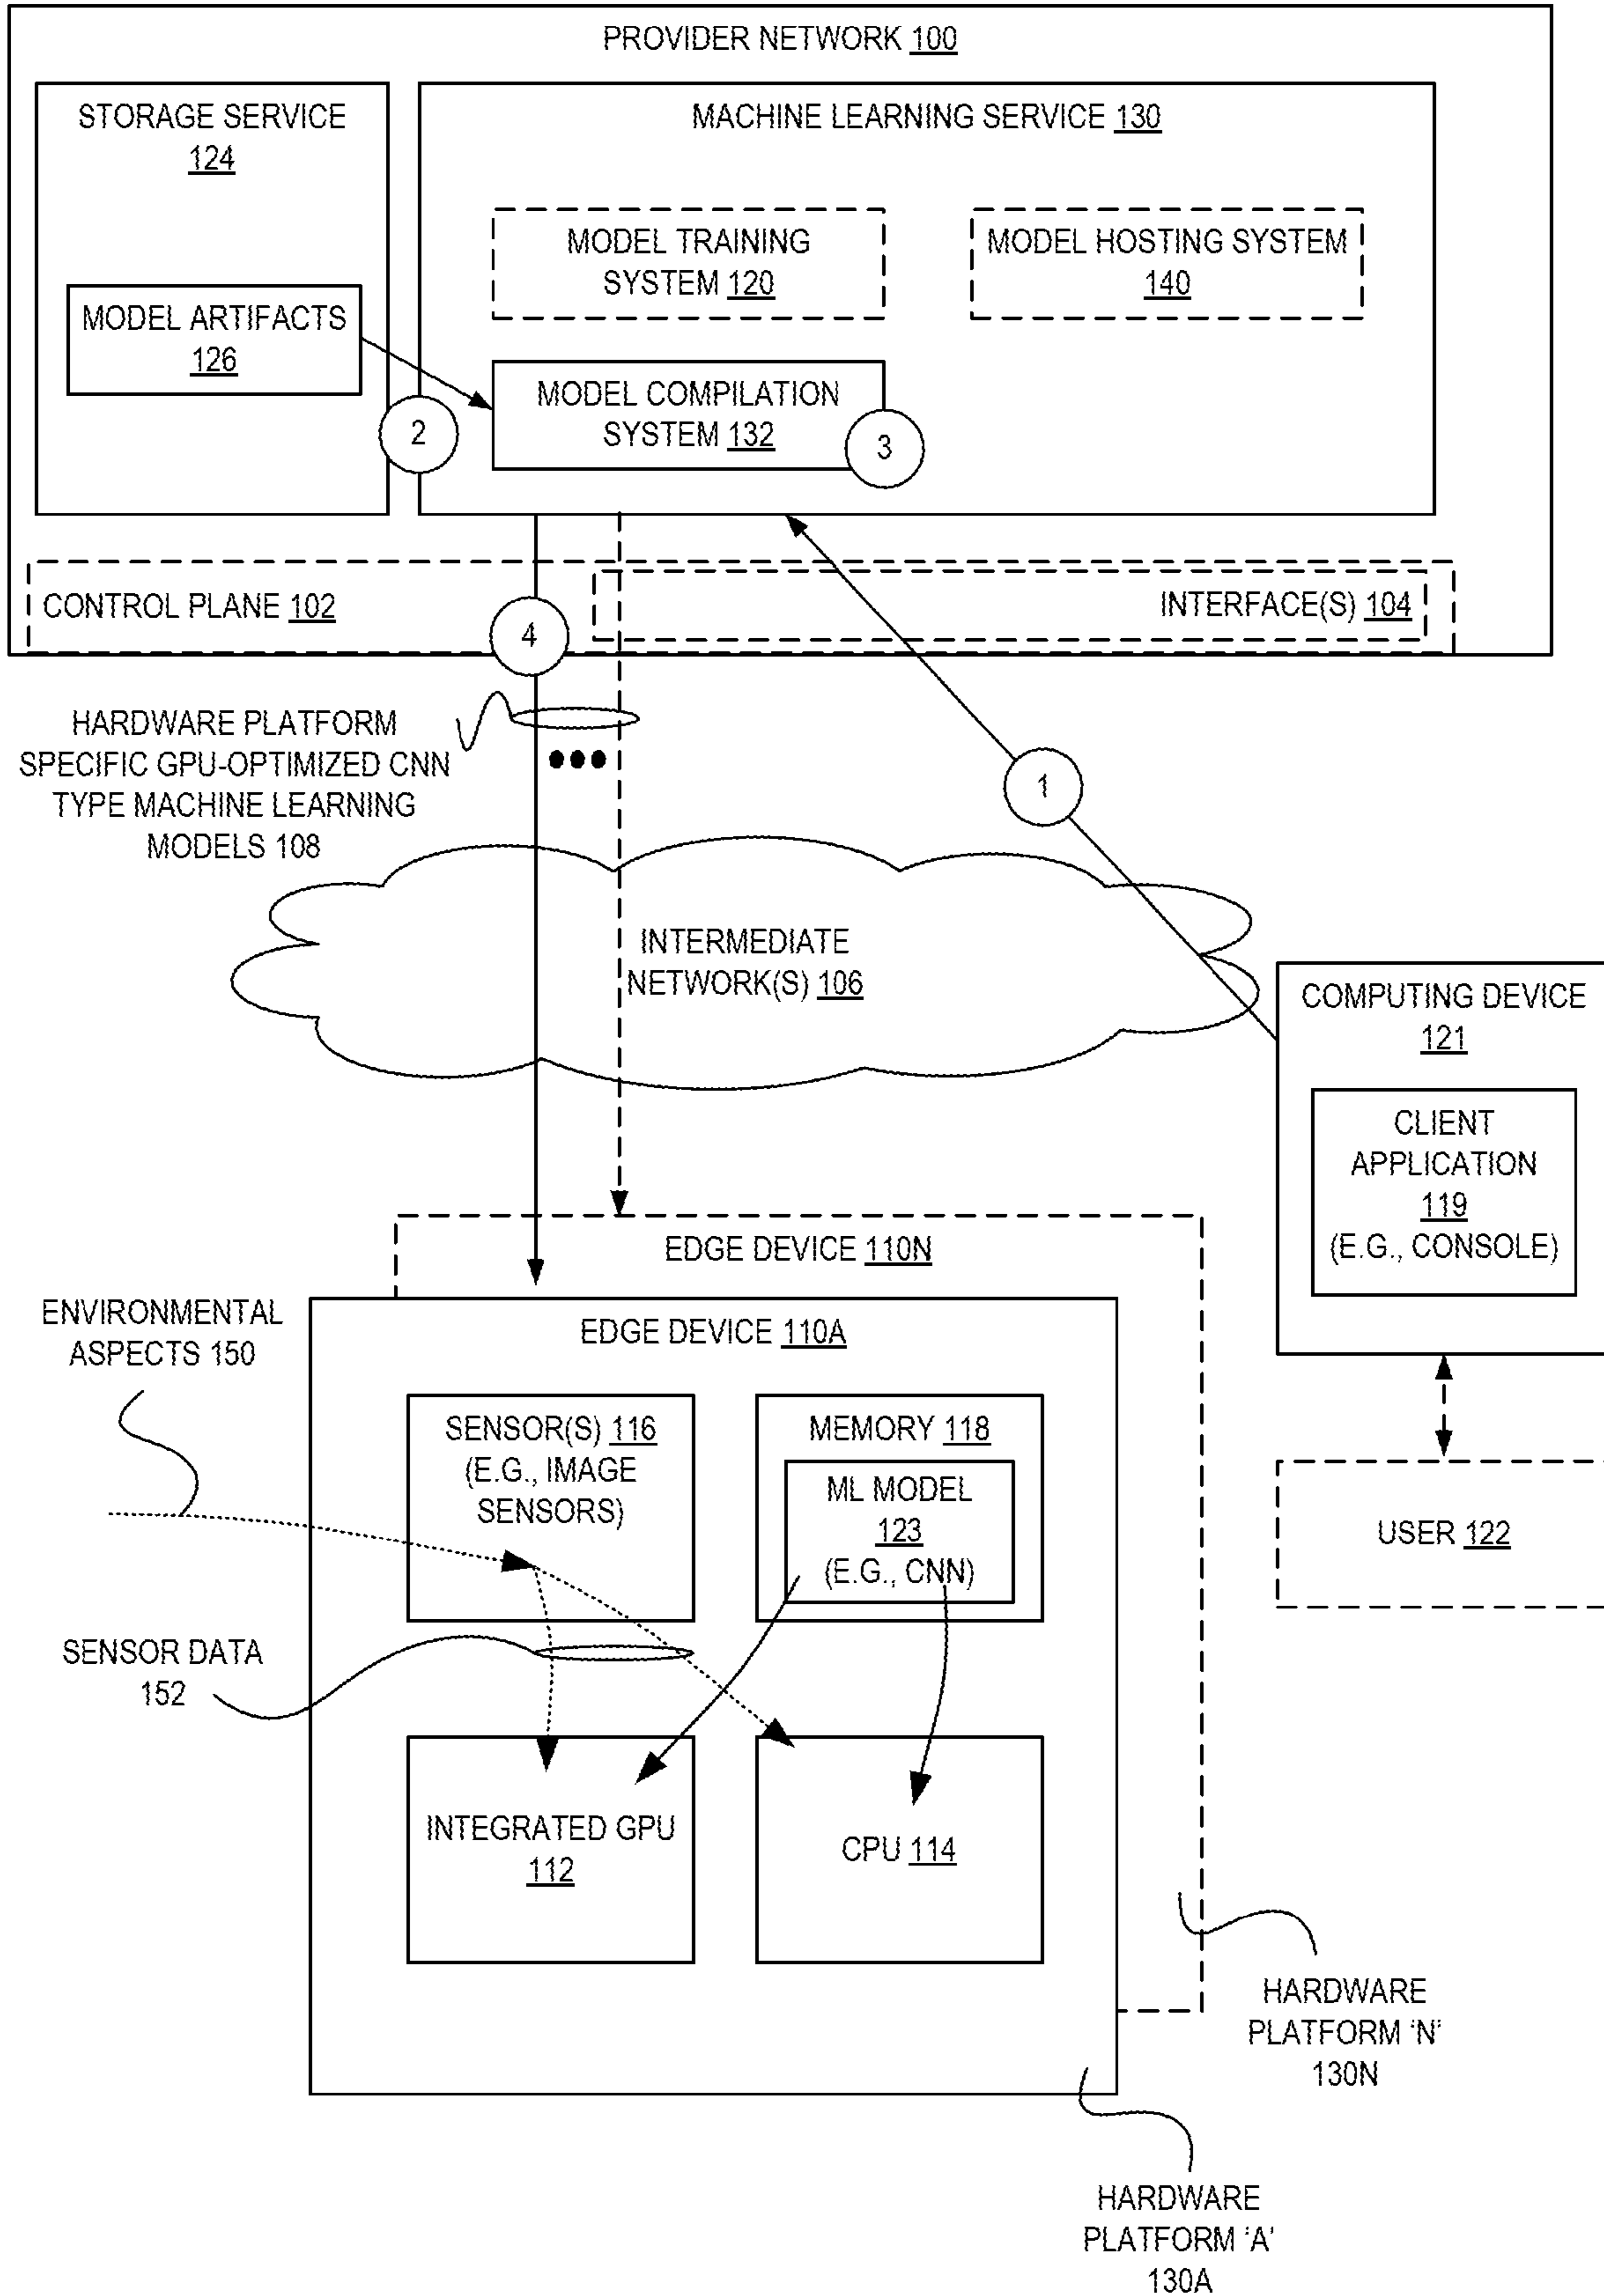 PROVIDER NETWORK 100
STORAGE SERVICE
124
MODEL ARTIFACTS
126
MACHINE LEARNING SERVICE 130
MODEL TRAINING
SYSTEM 120
MODEL HOSTING SYSTEM
140
MODEL COMPILATION
SYSTEM 132
2
3
CONTROL PLANE 102
INTERFACE(S) 104
4
HARDWARE PLATFORM
SPECIFIC GPU-OPTIMIZED CNN
TYPE MACHINE LEARNING
MODELS 108
1
INTERMEDIATE
NETWORK(S) 106
COMPUTING DEVICE
121
CLIENT
APPLICATION
119
(E.G., CONSOLE)
USER 122
EDGE DEVICE 110N
EDGE DEVICE 110A
ENVIRONMENTAL
ASPECTS 150
SENSOR(S) 116
(E.G., IMAGE
SENSORS)
MEMORY 118
ML MODEL
123
(E.G., CNN)
SENSOR DATA
152
INTEGRATED GPU
112
CPU 114
HARDWARE
PLATFORM 'N'
130N
HARDWARE
PLATFORM 'A'
130A